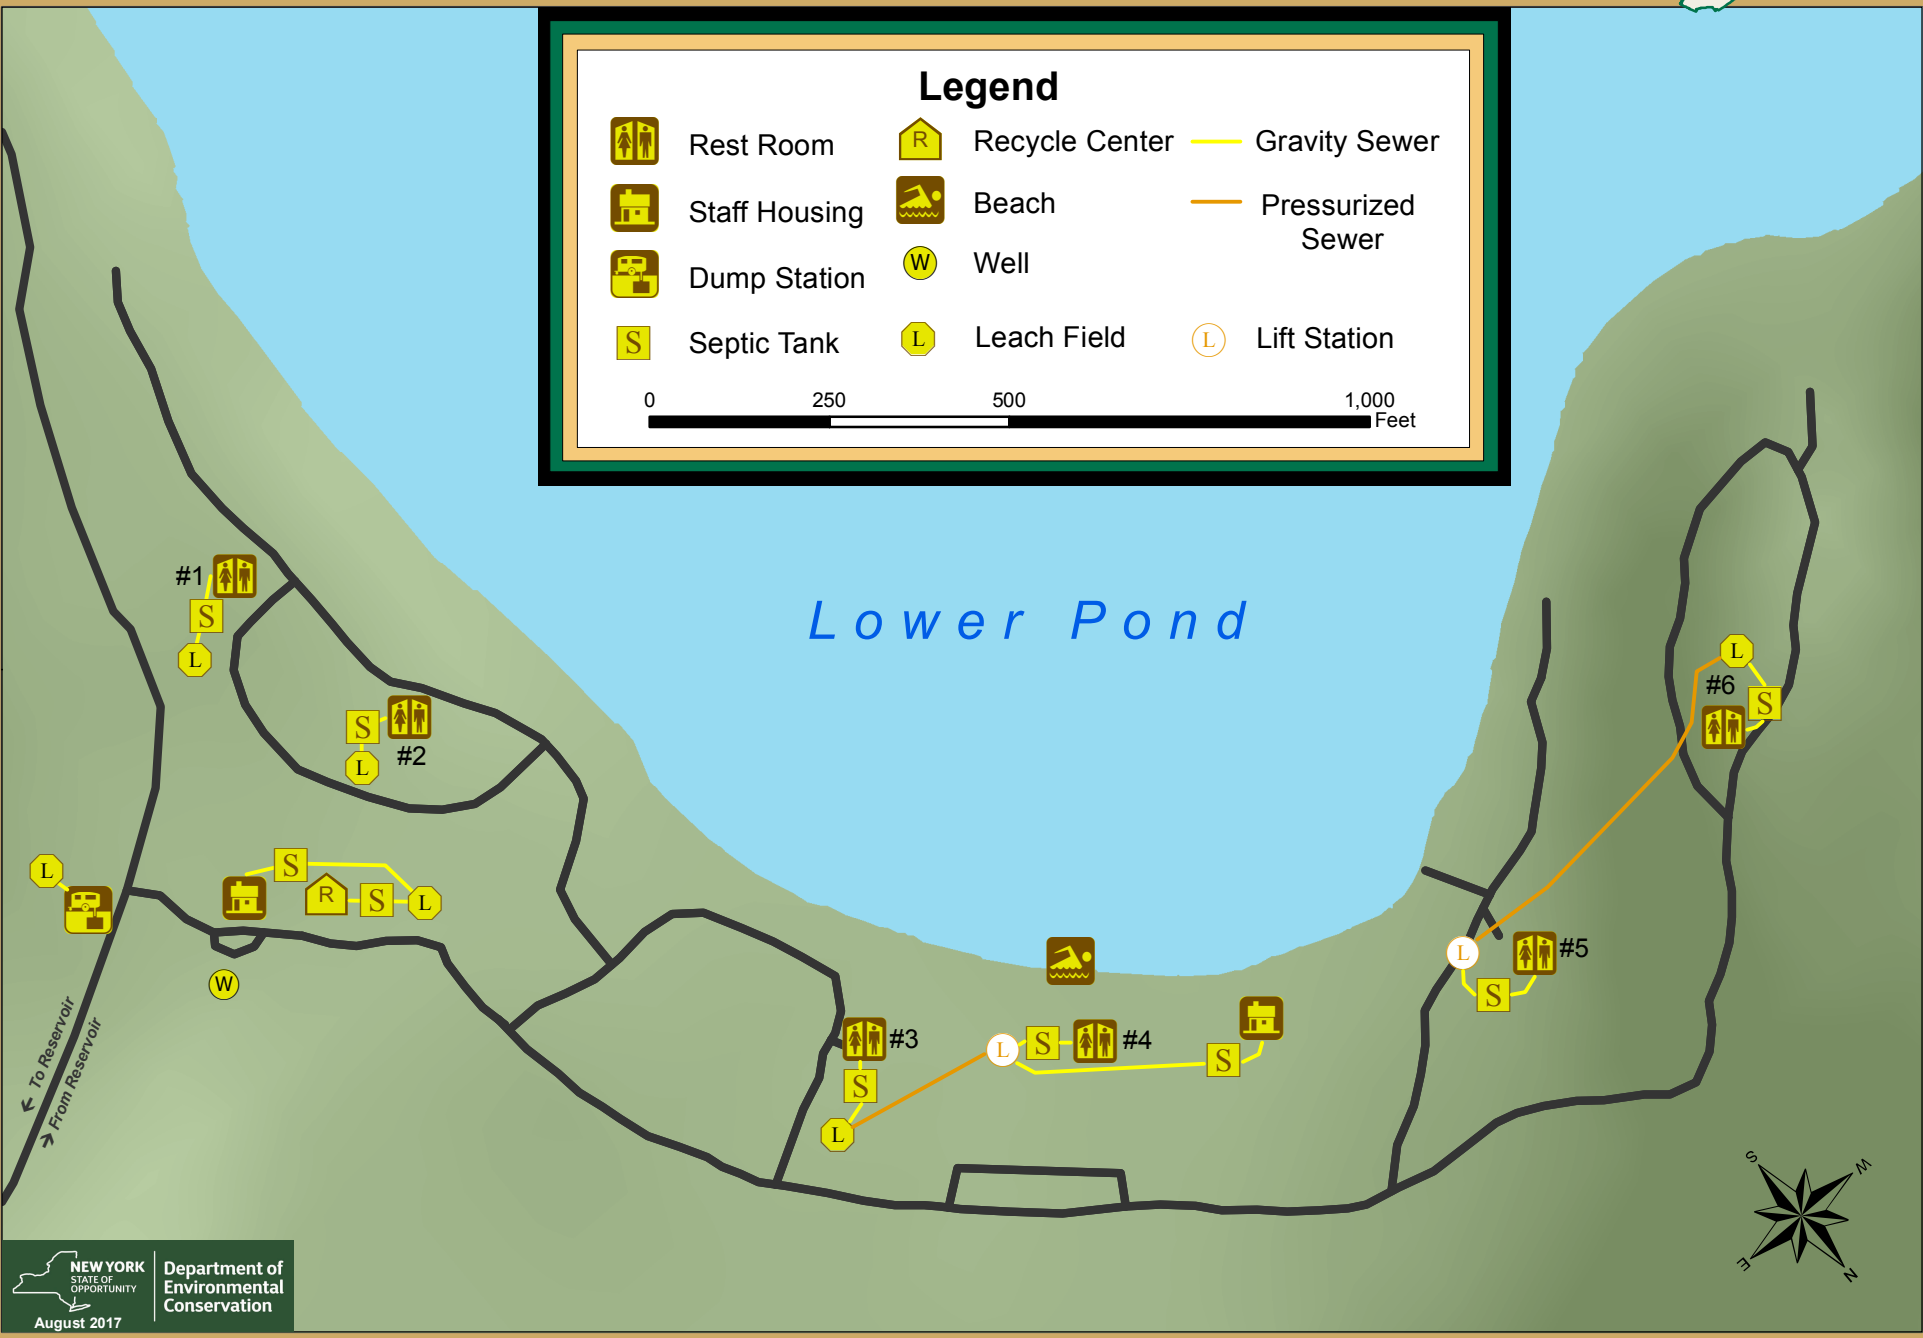 Legend
Rest Room
R
Recycle Center
Gravity Sewer
Staff Housing
Beach
Pressurized
Sewer
Dump Station
W
Well
S
Septic Tank
L
Leach Field
L
Lift Station
0
250
500
1,000
Feet
Lower Pond
#1
S
L
S
#2
L
L
S
R
S
L
W
← To Reservoir
→ From Reservoir
#3
S
L
L
S
#4
S
L
#5
S
L
#6
S
S
W
E
N
NEW YORK
STATE OF
OPPORTUNITY
Department of
Environmental
Conservation
August 2017